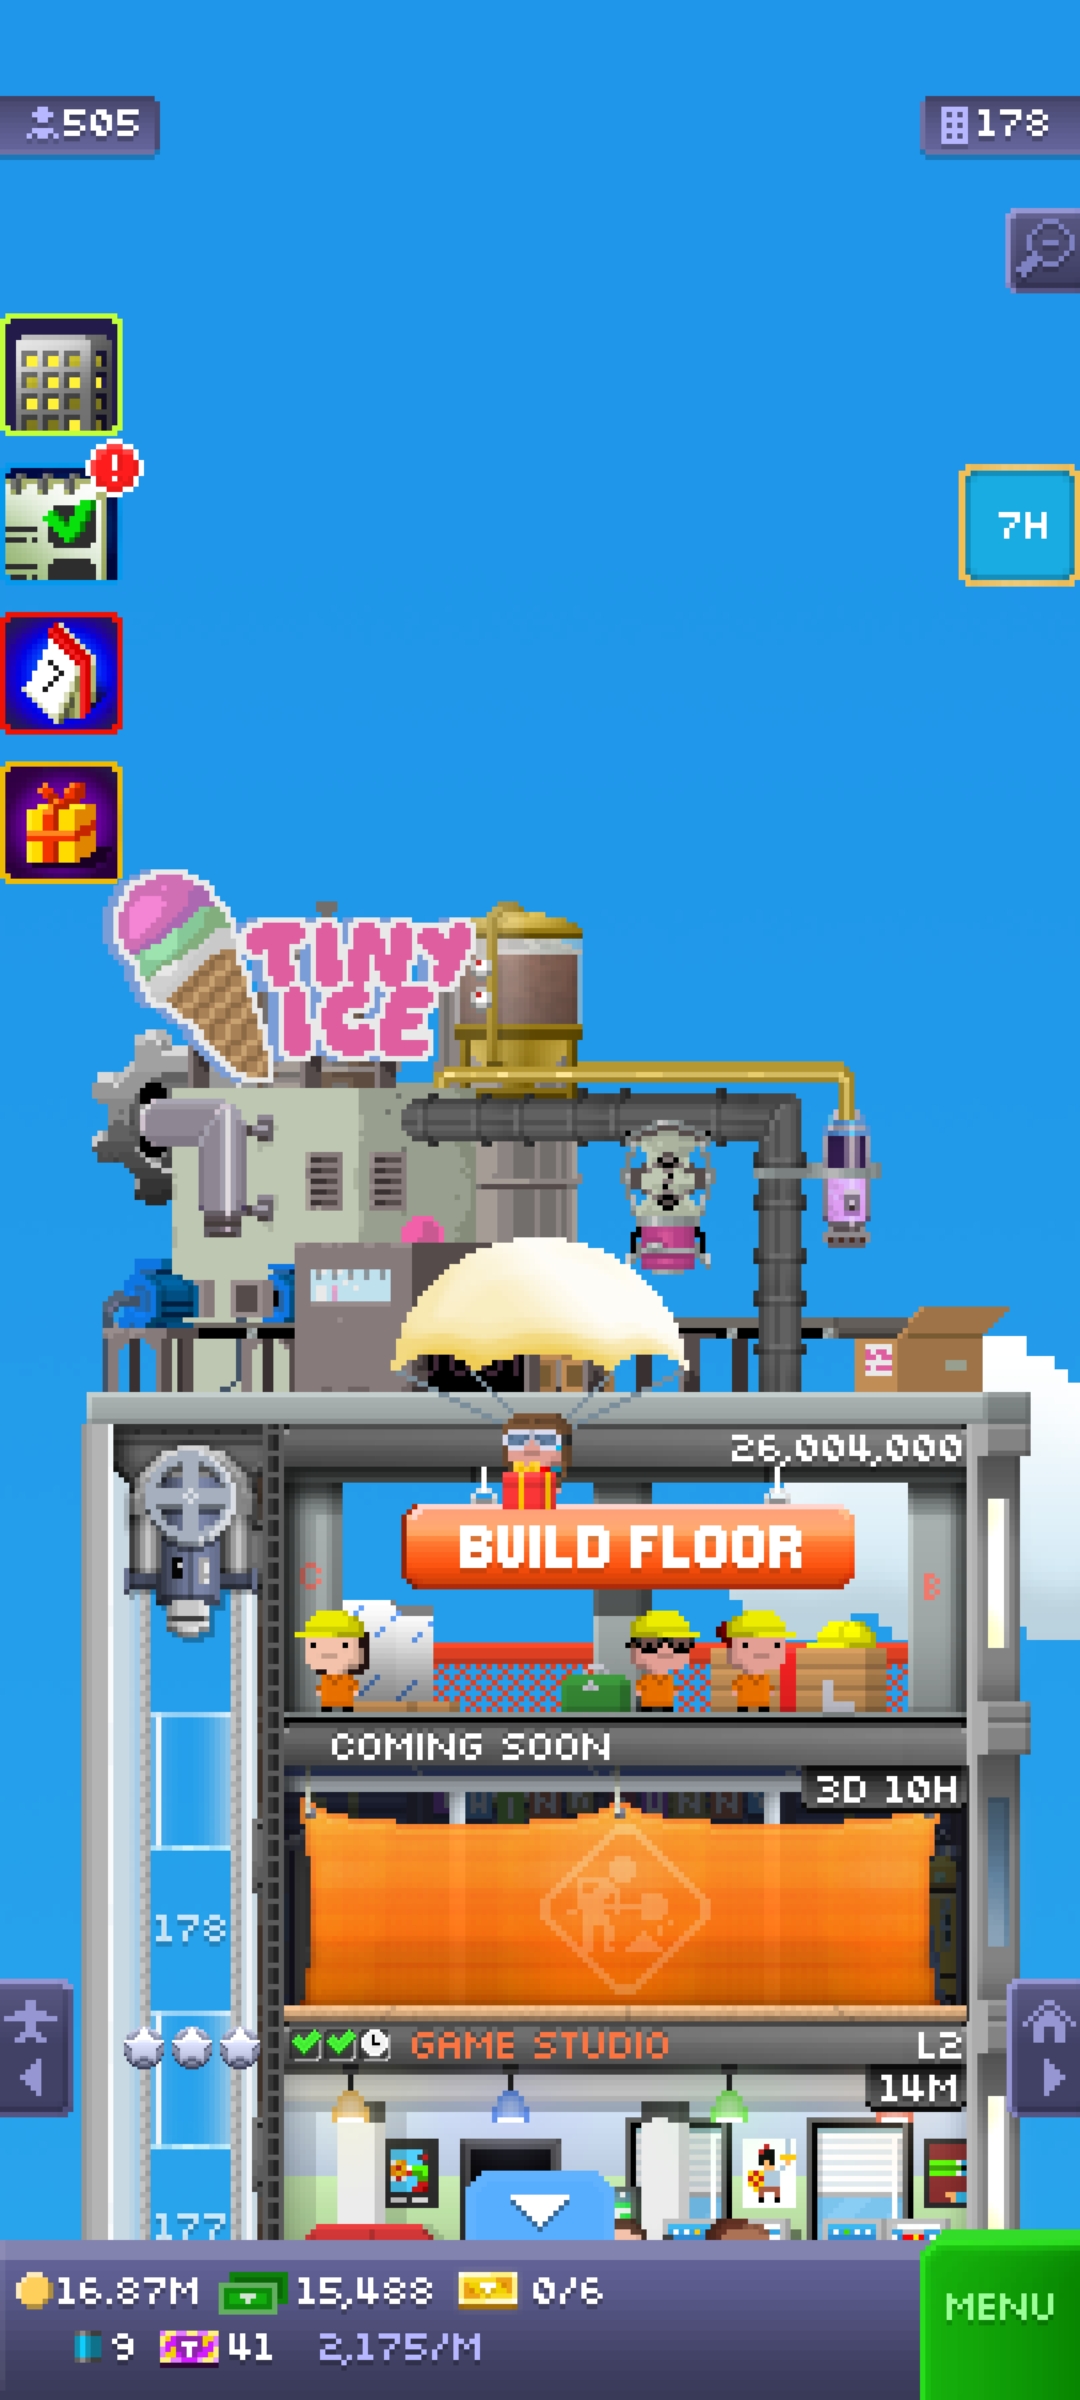 505
178
7H
7
TINY
ICE
26,004,000
BUILD FLOOR
C
B
L
COMING SOON
3D 10H
178
GAME STUDIO
L2
14M
177
16.87M
15,488
0/6
9
T
41
2,175/M
MENU